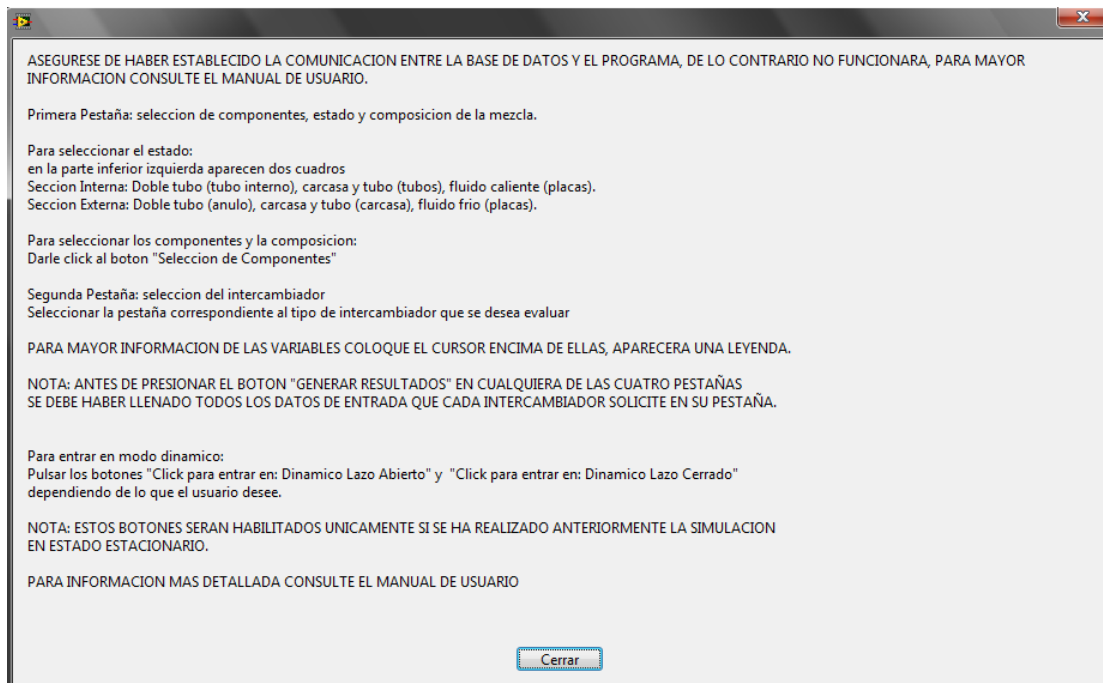 ASEGURESE DE HABER ESTABLECIDO LA COMUNICACION ENTRE LA BASE DE DATOS Y EL PROGRAMA, DE LO CONTRARIO NO FUNCIONARA, PARA MAYOR
INFORMACION CONSULTE EL MANUAL DE USUARIO.
Primera Pestaña: seleccion de componentes, estado y composicion de la mezcla.
Para seleccionar el estado:
en la parte inferior izquierda aparecen dos cuadros
Seccion Interna: Doble tubo (tubo interno), carcasa y tubo (tubos), fluido caliente (placas).
Seccion Externa: Doble tubo (anulo), carcasa y tubo (carcasa), fluido frio (placas).
Para seleccionar los componentes y la composicion:
Darle click al boton "Seleccion de Componentes"
Segunda Pestaña: seleccion del intercambiador
Seleccionar la pestaña correspondiente al tipo de intercambiador que se desea evaluar
PARA MAYOR INFORMACION DE LAS VARIABLES COLOQUE EL CURSOR ENCIMA DE ELLAS, APARECERA UNA LEYENDA.
NOTA: ANTES DE PRESIONAR EL BOTON "GENERAR RESULTADOS" EN CUALQUIERA DE LAS CUATRO PESTAÑAS
SE DEBE HABER LLENADO TODOS LOS DATOS DE ENTRADA QUE CADA INTERCAMBIADOR SOLICITE EN SU PESTAÑA.
Para entrar en modo dinamico:
Pulsar los botones "Click para entrar en: Dinamico Lazo Abierto" y  "Click para entrar en: Dinamico Lazo Cerrado"
dependiendo de lo que el usuario desee.
NOTA: ESTOS BOTONES SERAN HABILITADOS UNICAMENTE SI SE HA REALIZADO ANTERIORMENTE LA SIMULACION
EN ESTADO ESTACIONARIO.
PARA INFORMACION MAS DETALLADA CONSULTE EL MANUAL DE USUARIO
Cerrar